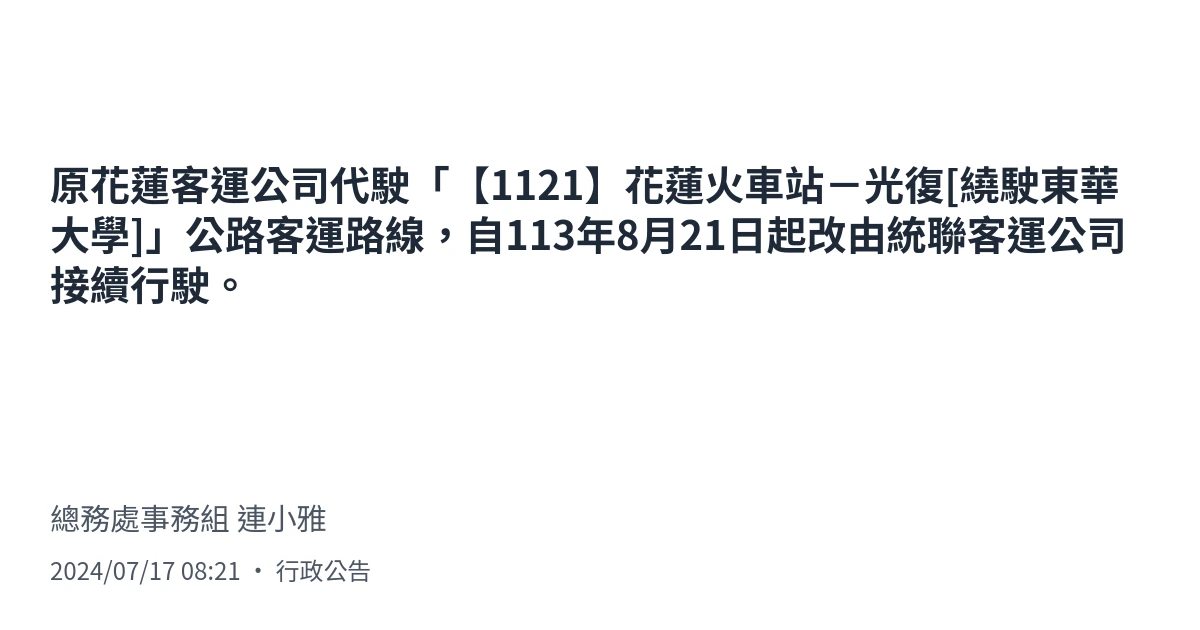 原花蓮客運公司代駛「【1121】花蓮火車站－光復[繞駛東華
大學]」公路客運路線，自113年8月21日起改由統聯客運公司
接續行駛。
總務處事務組 連小雅
2024/07/17 08:21 ・ 行政公告